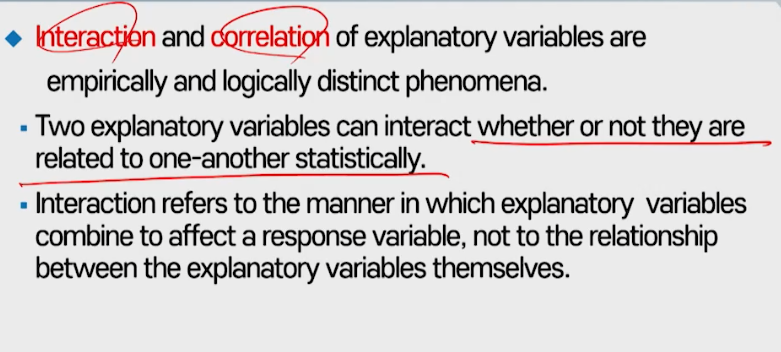 Interaction and correlation of explanatory variables are
empirically and logically distinct phenomena.
Two explanatory variables can interact whether or not they are
related to one-another statistically.
Interaction refers to the manner in which explanatory variables
combine to affect a response variable, not to the relationship
between the explanatory variables themselves.